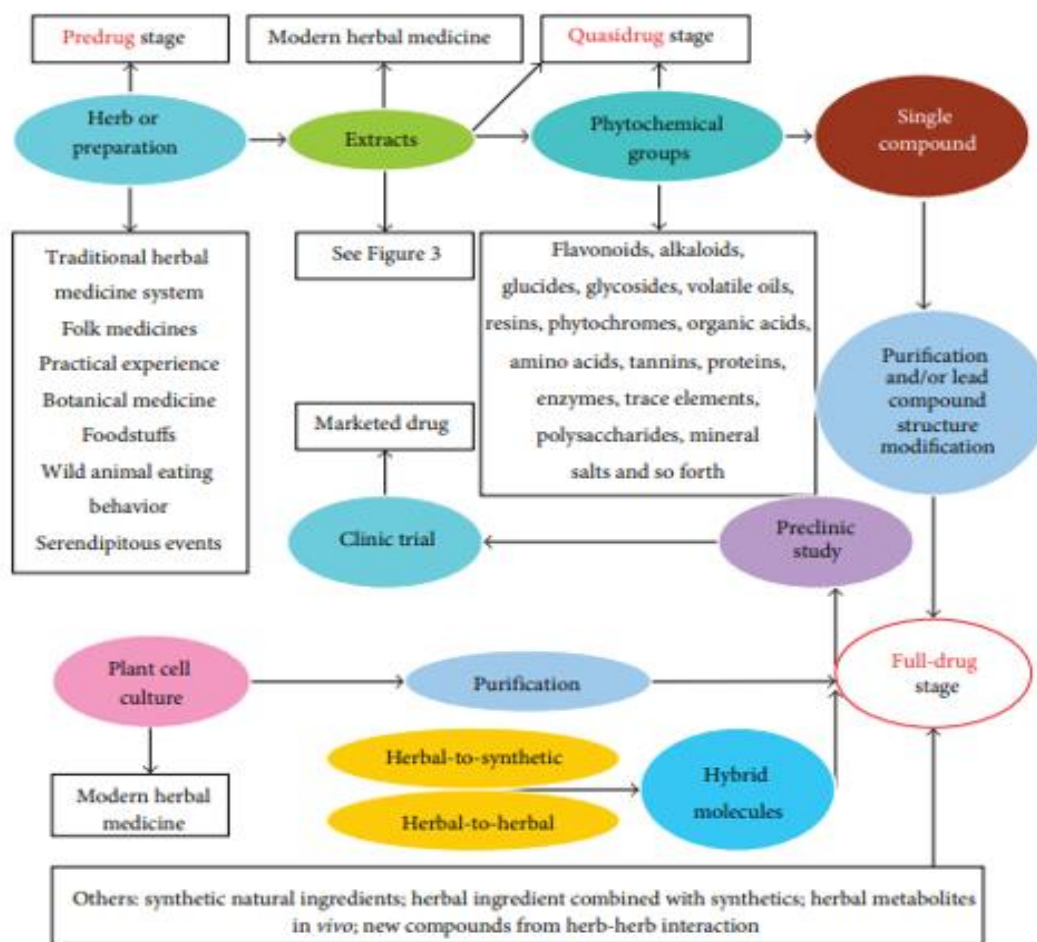 Predrug stage
Modern herbal medicine
Quasidrug stage
Herb or
preparation
Extracts
Phytochemical
groups
Single
compound
Traditional herbal
medicine system
Folk medicines
Practical experience
Botanical medicine
Foodstuffs
Wild animal eating
behavior
Serendipitous events
See Figure 3
Flavonoids, alkaloids,
glucides, glycosides, volatile oils,
resins, phytochromes, organic acids,
amino acids, tannins, proteins,
enzymes, trace elements,
polysaccharides, mineral
salts and so forth
Purification
and/or lead
compound
structure
modification
Marketed drug
Clinic trial
Preclinic
study
Plant cell
culture
Purification
Full-drug
stage
Herbal-to-synthetic
Herbal-to-herbal
Hybrid
molecules
Modern herbal
medicine
Others: synthetic natural ingredients; herbal ingredient combined with synthetics; herbal metabolites
in vivo; new compounds from herb-herb interaction